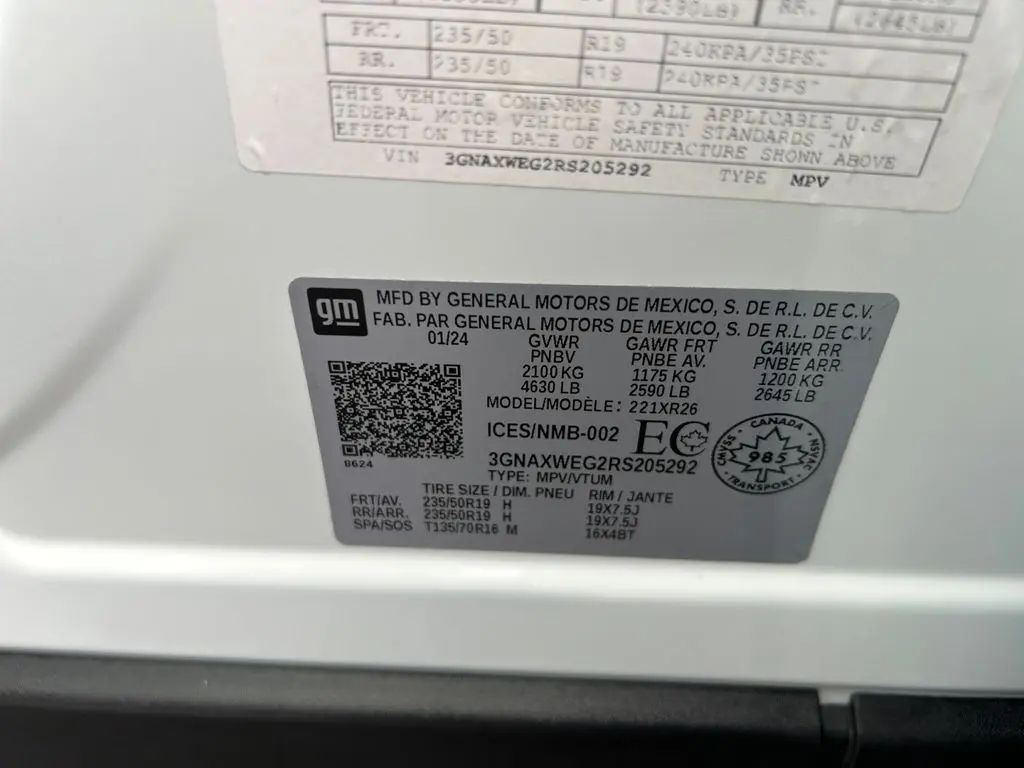 (2390LB) RR. (2645LB)
FRT. 235/50 R19 240KPA/35PSI
RR. 235/50 R19 240KPA/35PSI
THIS VEHICLE CONFORMS TO ALL APPLICABLE U.S.
FEDERAL MOTOR VEHICLE SAFETY STANDARDS IN
EFFECT ON THE DATE OF MANUFACTURE SHOWN ABOVE
VIN 3GNAXWEG2RS205292 TYPE MPV
gm MFD BY GENERAL MOTORS DE MEXICO, S. DE R.L. DE C.V.
FAB. PAR GENERAL MOTORS DE MEXICO, S. DE R.L. DE C.V.
01/24 GVWR GAWR FRT GAWR RR
PNBV PNBE AV. PNBE ARR.
2100 KG 1175 KG 1200 KG
4630 LB 2590 LB 2645 LB
MODEL/MODÈLE: 221XR26
ICES/NMB-002 EC
CANADA CMVSS 985 NSVAC TRANSPORT
8624
3GNAXWEG2RS205292
TYPE: MPV/VTUM
TIRE SIZE / DIM. PNEU RIM / JANTE
FRT/AV. 235/50R19 H 19X7.5J
RR/ARR. 235/50R19 H 19X7.5J
SPA/SOS T135/70R16 M 16X4BT